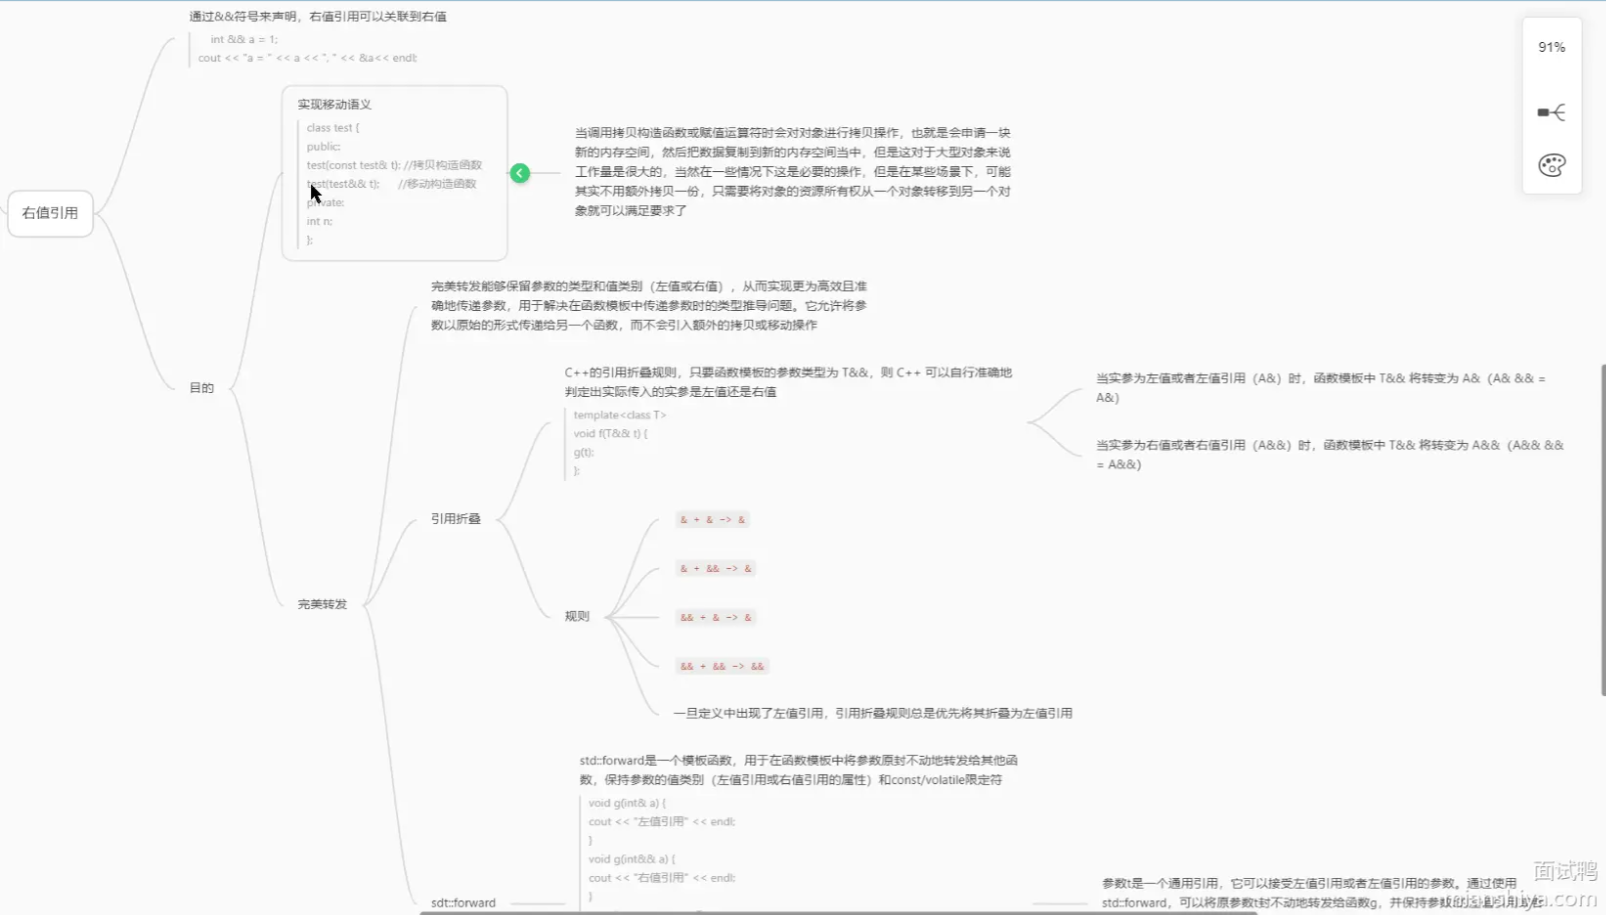 通过&&符号来声明，右值引用可以关联到右值
int && a = 1;
cout << "a = " << a << ", " << &a<< endl;
91%
实现移动语义
class test {
public:
test(const test& t); //拷贝构造函数
test(test&& t); //移动构造函数
private:
int n;
};
当调用拷贝构造函数或赋值运算符时会对对象进行拷贝操作，也就是会申请一块
新的内存空间，然后把数据复制到新的内存空间当中，但是这对于大型对象来说
工作量是很大的，当然在一些情况下这是必要的操作，但是在某些场景下，可能
其实不用额外拷贝一份，只需要将对象的资源所有权从一个对象转移到另一个对
象就可以满足要求了
右值引用
完美转发能够保留参数的类型和值类别（左值或右值），从而实现更为高效且准
确地传递参数，用于解决在函数模板中传递参数时的类型推导问题。它允许将参
数以原始的形式传递给另一个函数，而不会引入额外的拷贝或移动操作
目的
C++的引用折叠规则，只要函数模板的参数类型为 T&&，则 C++ 可以自行准确地
判定出实际传入的实参是左值还是右值
template<class T>
void f(T&& t) {
g(t);
};
当实参为左值或者左值引用（A&）时，函数模板中 T&& 将转变为 A&（A& && =
A&）
当实参为右值或者右值引用（A&&）时，函数模板中 T&& 将转变为 A&&（A&& &&
= A&&）
引用折叠
& + & -> &
& + && -> &
完美转发
规则
&& + & -> &
&& + && -> &&
一旦定义中出现了左值引用，引用折叠规则总是优先将其折叠为左值引用
std::forward是一个模板函数，用于在函数模板中将参数原封不动地转发给其他函
数，保持参数的值类别（左值引用或右值引用的属性）和const/volatile限定符
void g(int& a) {
cout << "左值引用" << endl;
}
void g(int&& a) {
cout << "右值引用" << endl;
}
sdt::forward
参数t是一个通用引用，它可以接受左值引用或者左值引用的参数。通过使用
std::forward，可以将原参数t封不动地转发给函数g，并保持参数
面试鸭
mianshiya.com